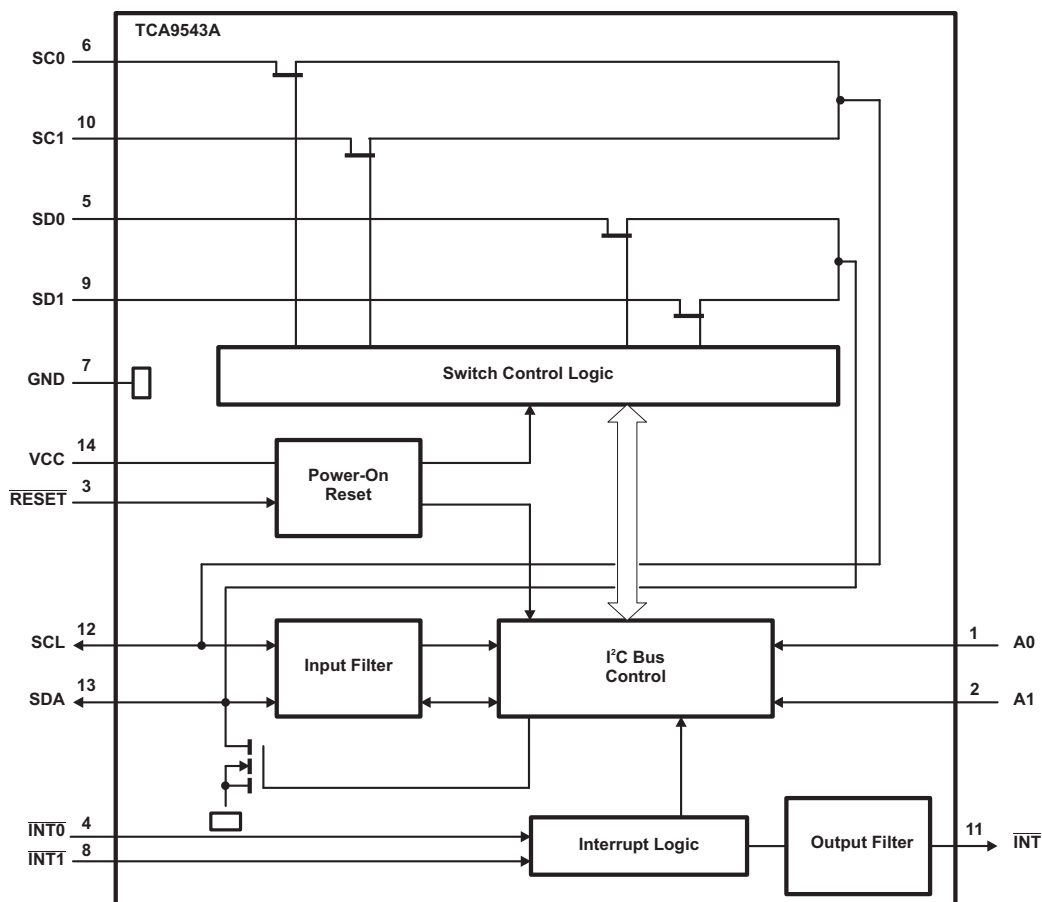 TCA9543A
SC0 6
SC1 10
SD0 5
SD1 9
GND 7
Switch Control Logic
VCC 14
RESET 3
Power-On
Reset
SCL 12
SDA 13
Input Filter
I²C Bus
Control
1 A0
2 A1
INT0 4
INT1 8
Interrupt Logic
Output Filter
11 INT